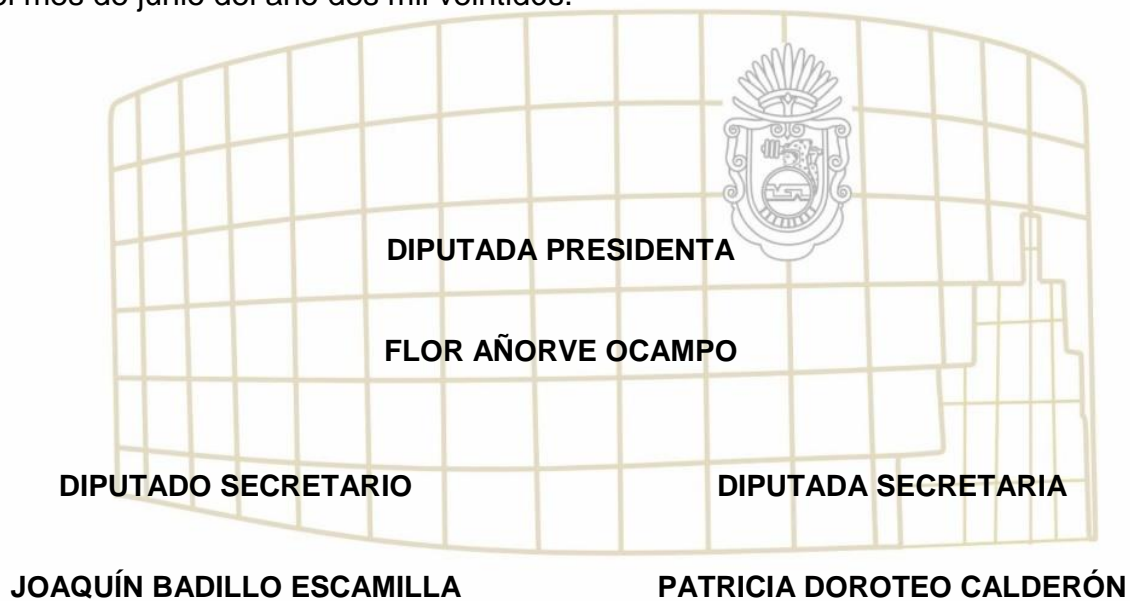 el mes de junio del año dos mil veintidós.
DIPUTADA PRESIDENTA
FLOR AÑORVE OCAMPO
DIPUTADO SECRETARIO DIPUTADA SECRETARIA
JOAQUÍN BADILLO ESCAMILLA PATRICIA DOROTEO CALDERÓN